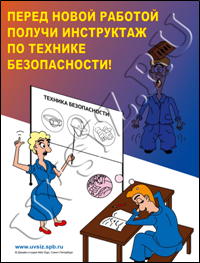 ПЕРЕД НОВОЙ РАБОТОЙ
ПОЛУЧИ ИНСТРУКТАЖ
ПО ТЕХНИКЕ
БЕЗОПАСНОСТИ!
ТЕХНИКА БЕЗОПАСНОСТИ
www.uvsiz.spb.ru